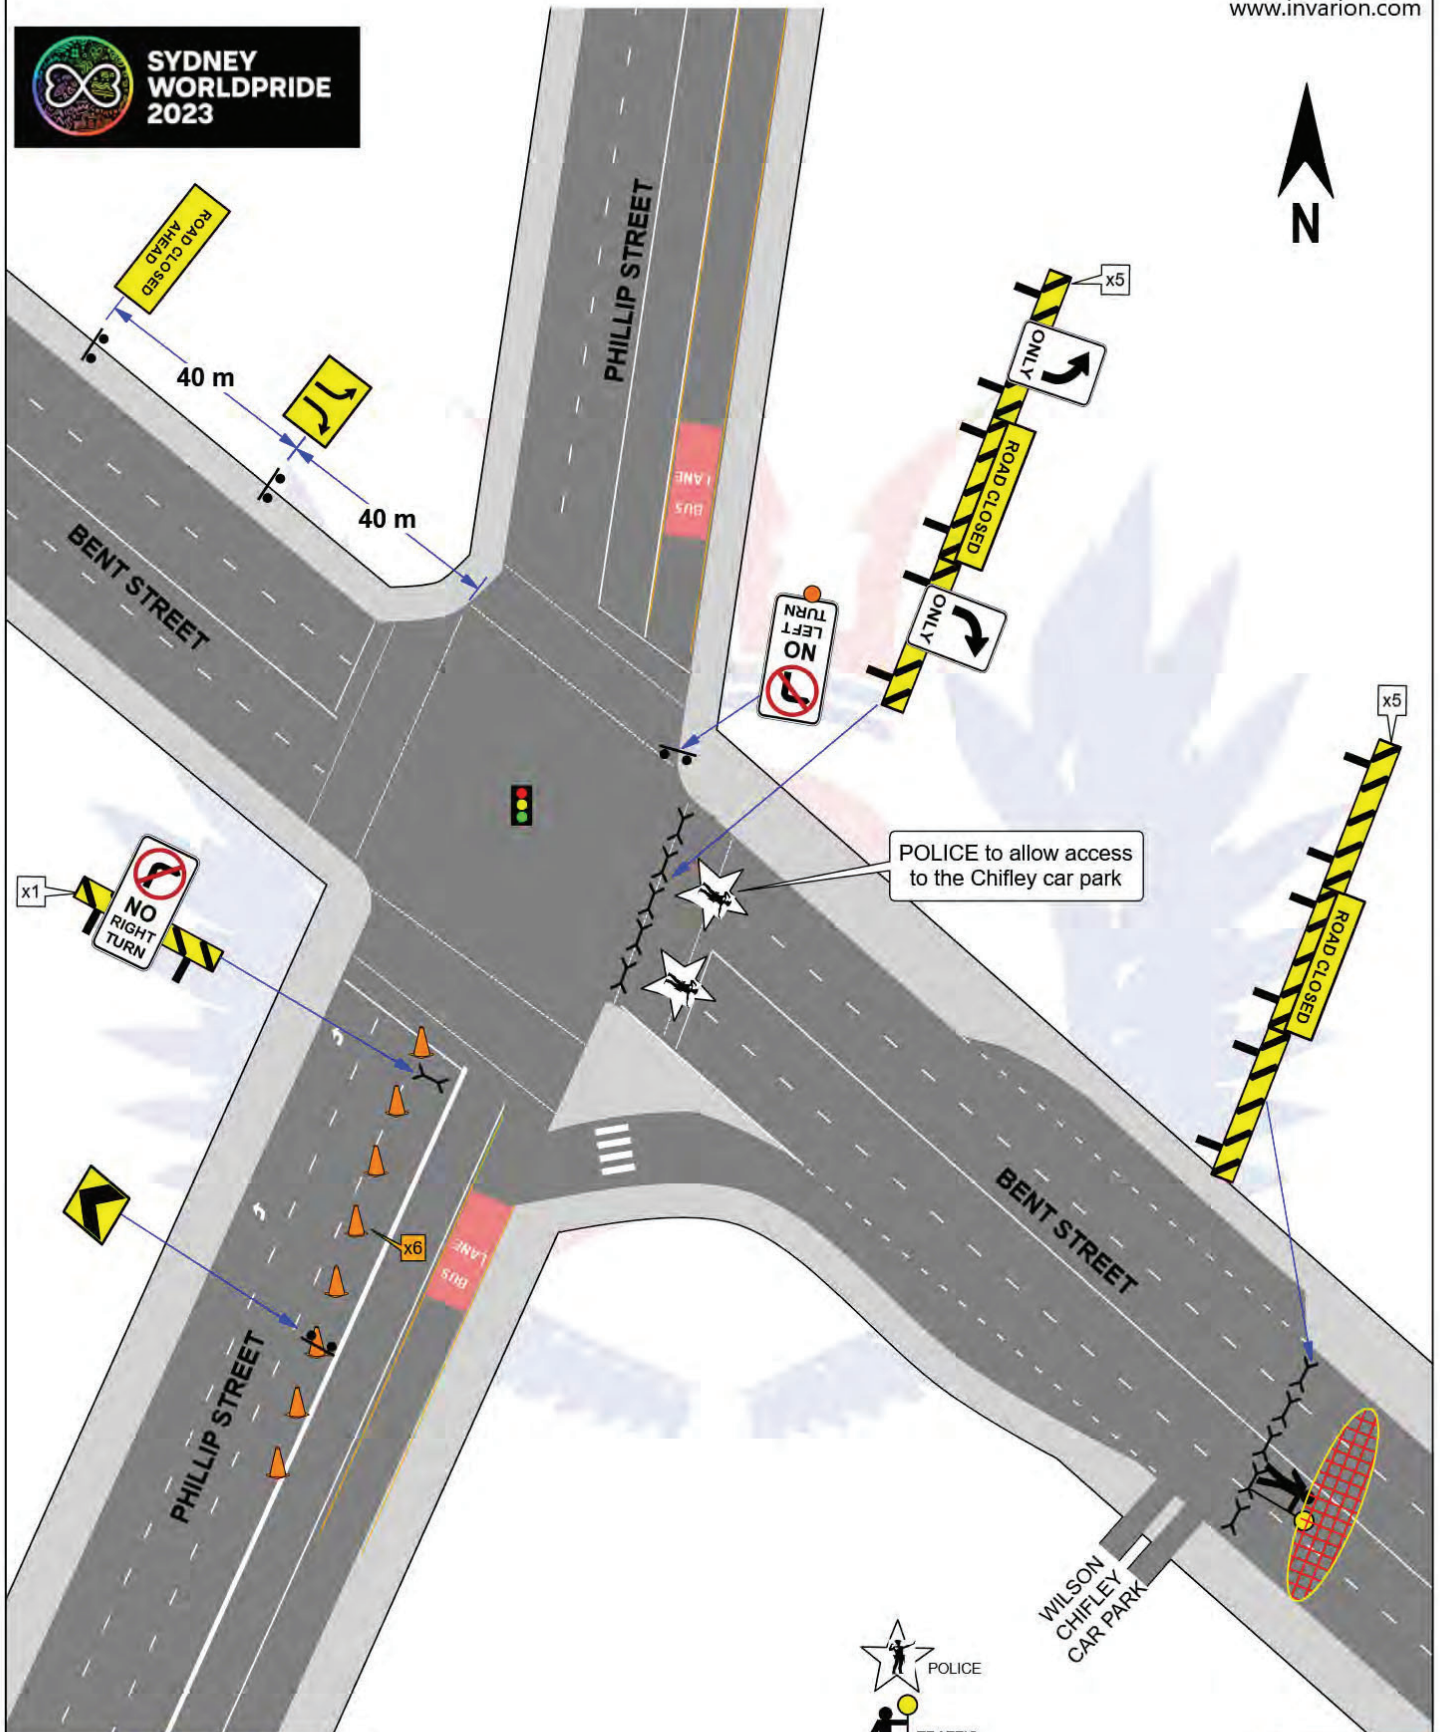 www.invarion.com
SYDNEY
WORLDPRIDE
2023
N
ROAD CLOSED
AHEAD
40 m
40 m
PHILLIP STREET
BENT STREET
BUS
LANE
x5
ONLY
ROAD CLOSED
ONLY
NO
LEFT
TURN
x5
ROAD CLOSED
POLICE to allow access
to the Chifley car park
x1
NO
RIGHT
TURN
x6
BUS
LANE
PHILLIP STREET
BENT STREET
WILSON
CHIFLEY
CAR PARK
POLICE